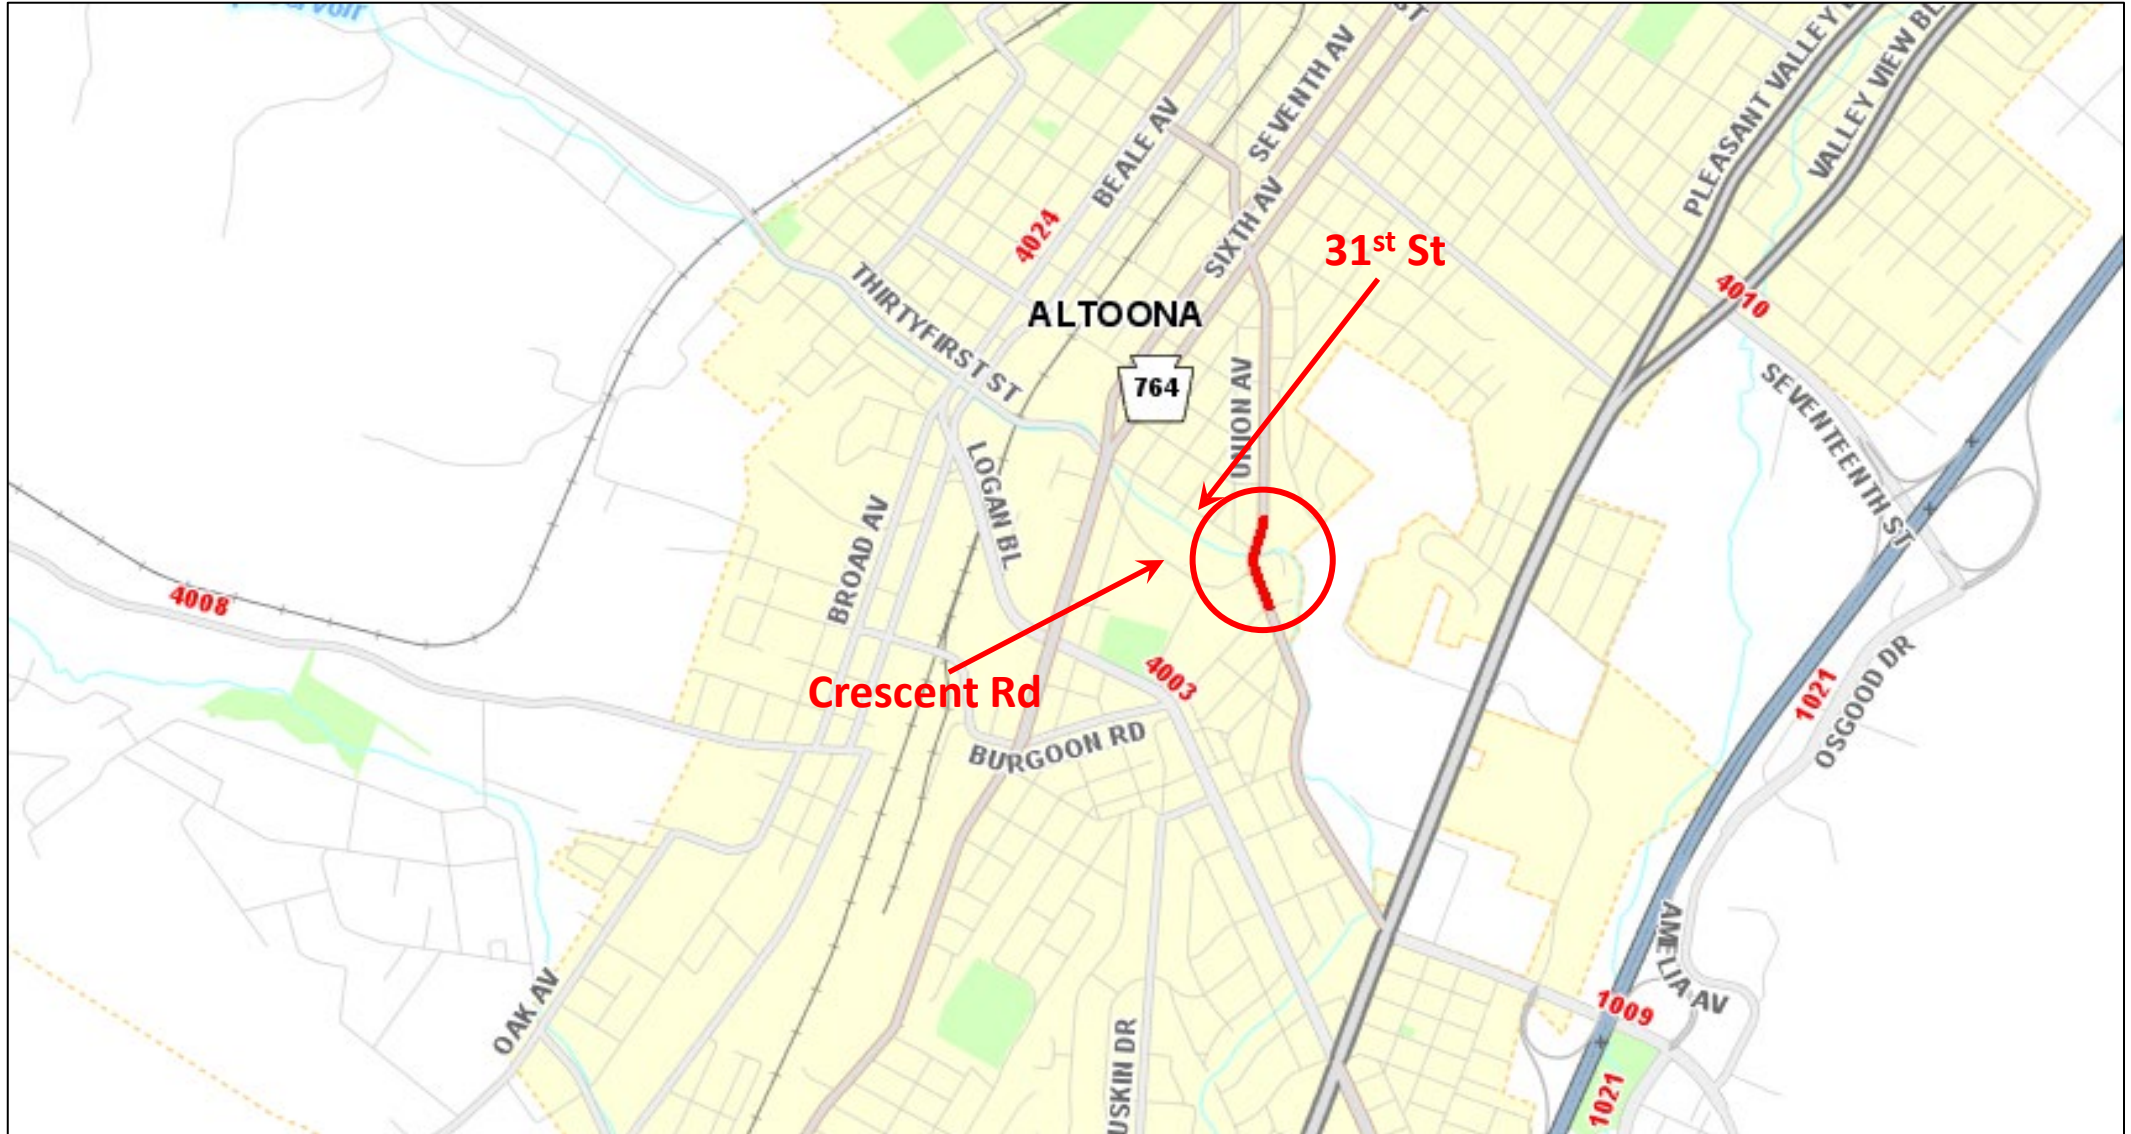 ST
PLEASANT VALLEY
VALLEY VIEW BL
SEVENTH AV
BEALE AV
4024
SIXTH AV
31st St
THIRTYFIRST ST
ALTOONA
4010
764
UNION AV
SEVENTEENTH ST
LOGAN BL
BROAD AV
4008
Crescent Rd
4003
1021
OSGOOD DR
BURGOON RD
AMELIA AV
OAK AV
1009
USKIN DR
1021